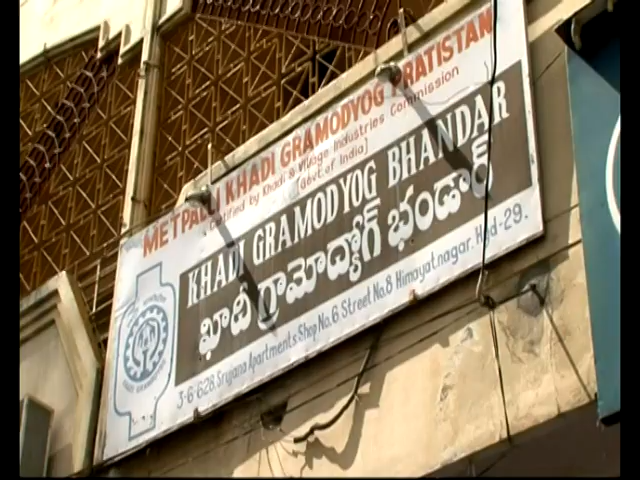 METPALLI KHADI GRAMODYOG PRATISTAN
Certified by Khadi & Village Industries Commission
[Govt. of India]
KHADI GRAMODYOG BHANDAR
ఖాదీ గ్రామోద్యోగ్ భండార్
3-6-628, Srijana Apartments Shop No. 6 Street No. 8 Himayatnagar, Hyd-29.